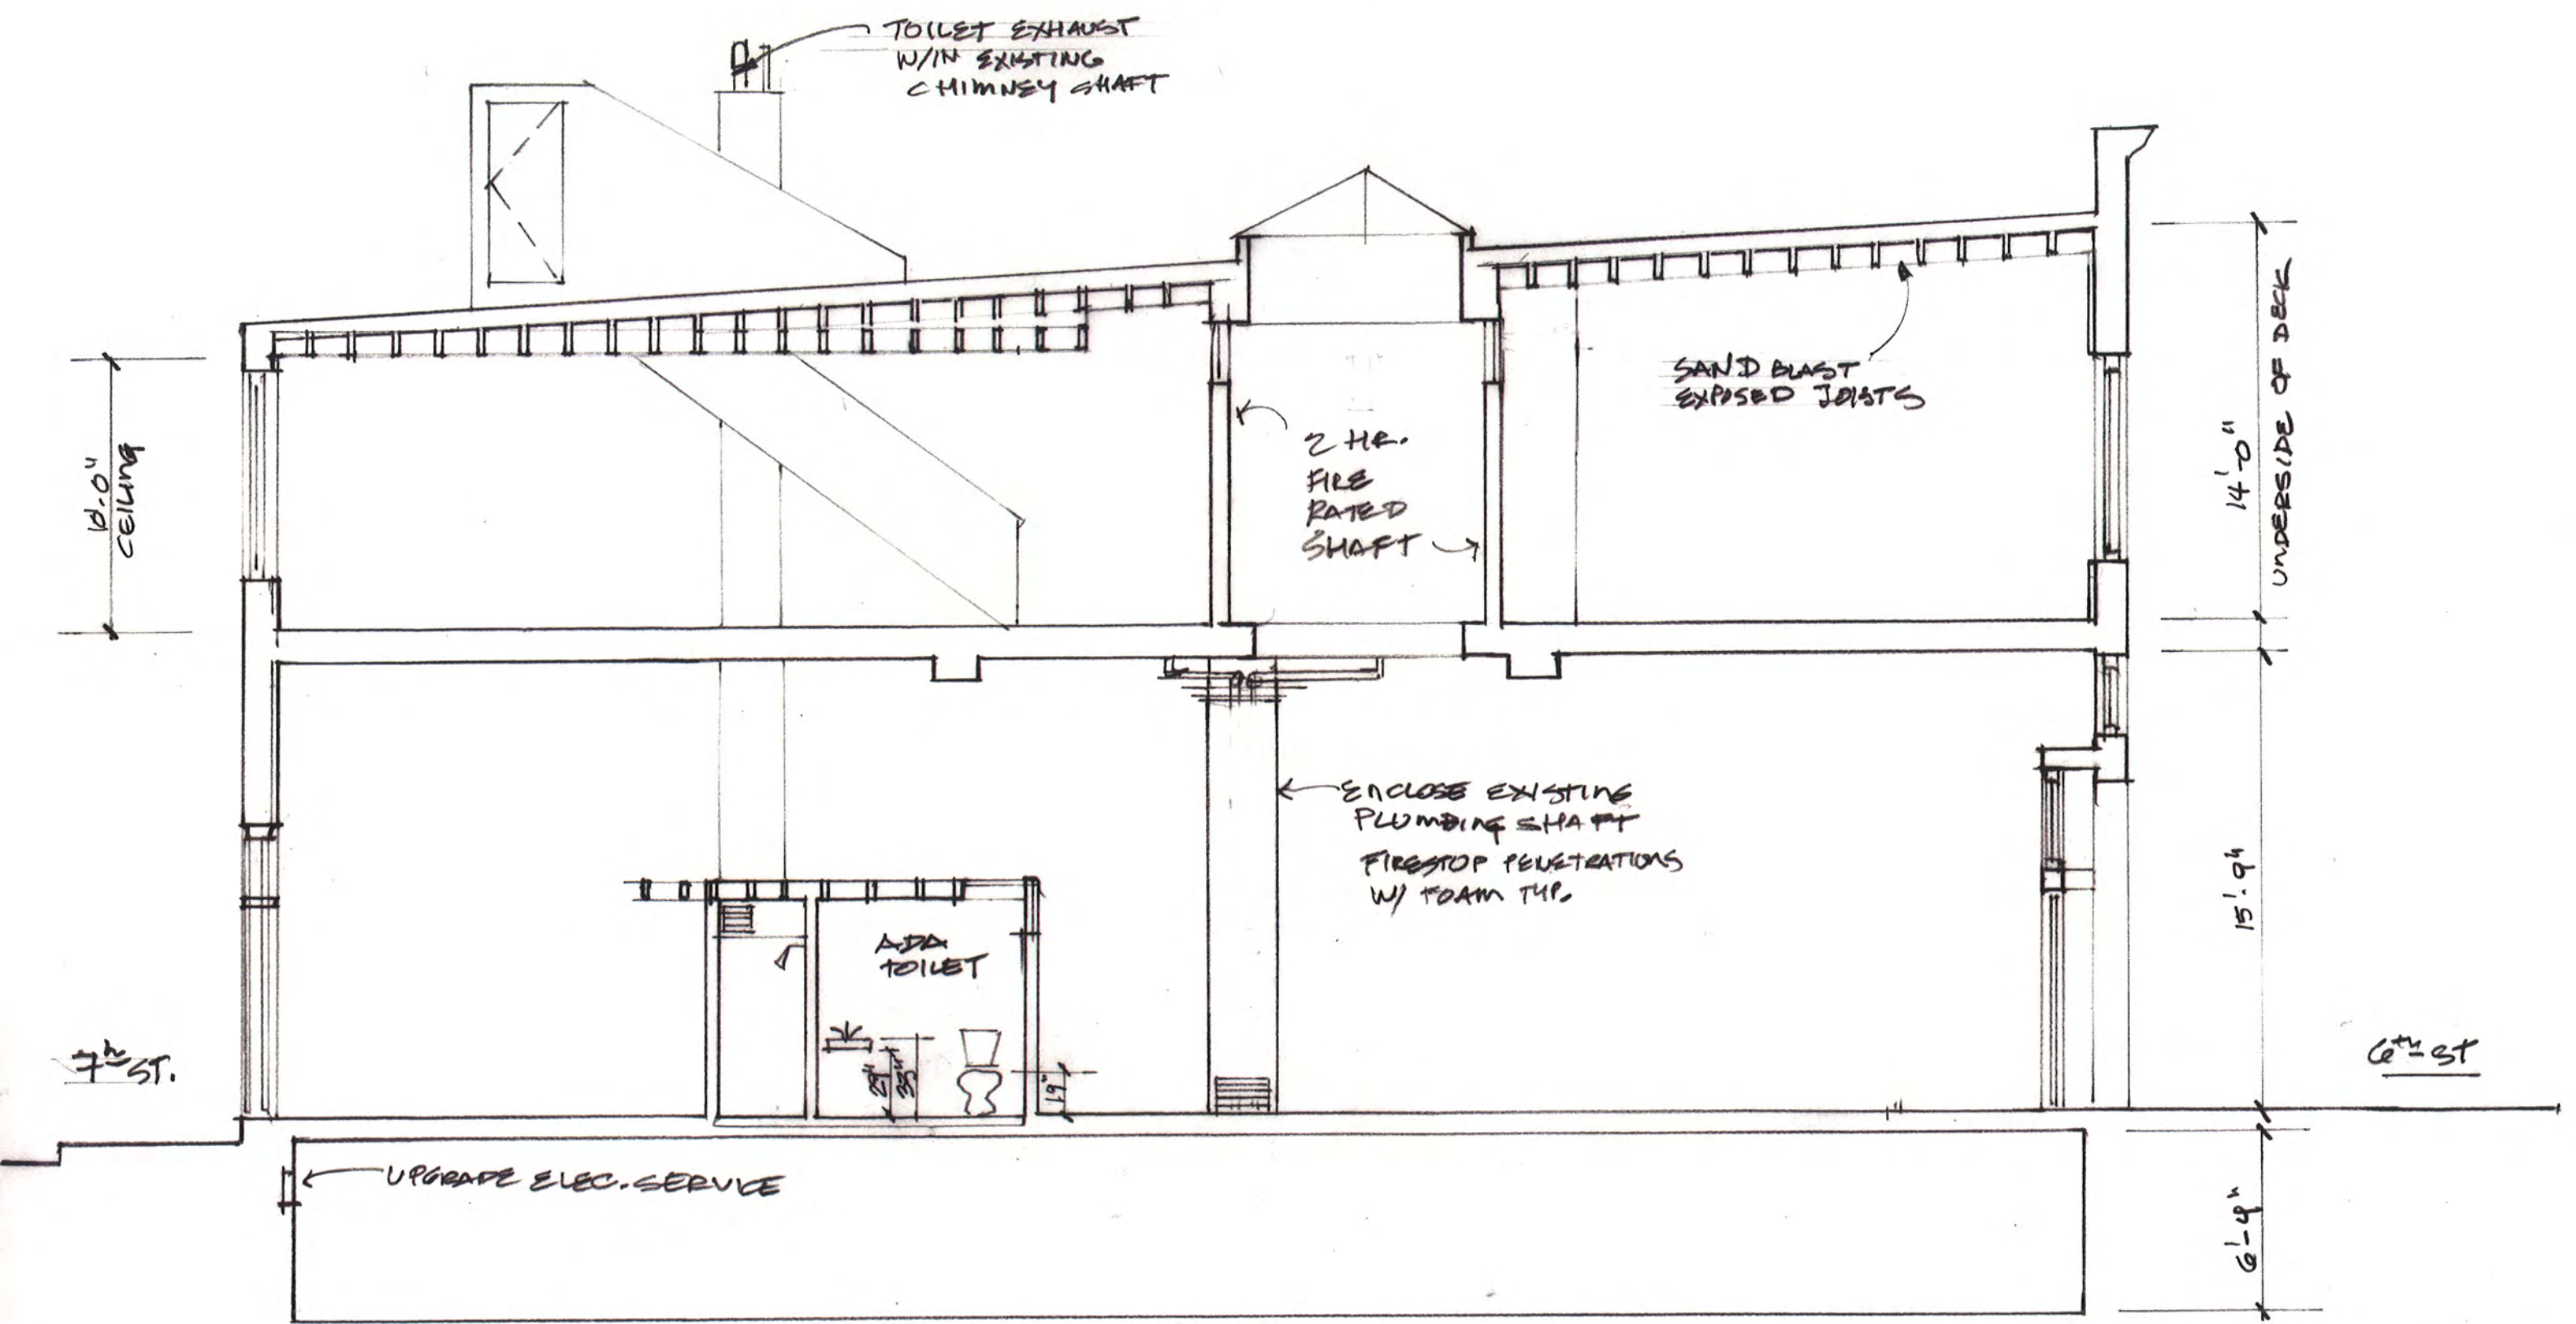 TOILET EXHAUST
W/IN EXISTING
CHIMNEY SHAFT
SAND BLAST
EXPOSED JOISTS
2 HR.
FIRE
RATED
SHAFT
10'-0"
CEILING
14'-0"
UNDERSIDE OF DECK
ENCLOSE EXISTING
PLUMBING SHAFT
FIRESTOP PENETRATIONS
W/ FOAM TYP.
15'-9"
ADA
TOILET
19"
7th ST.
6th ST
UPGRADE ELEC. SERVICE